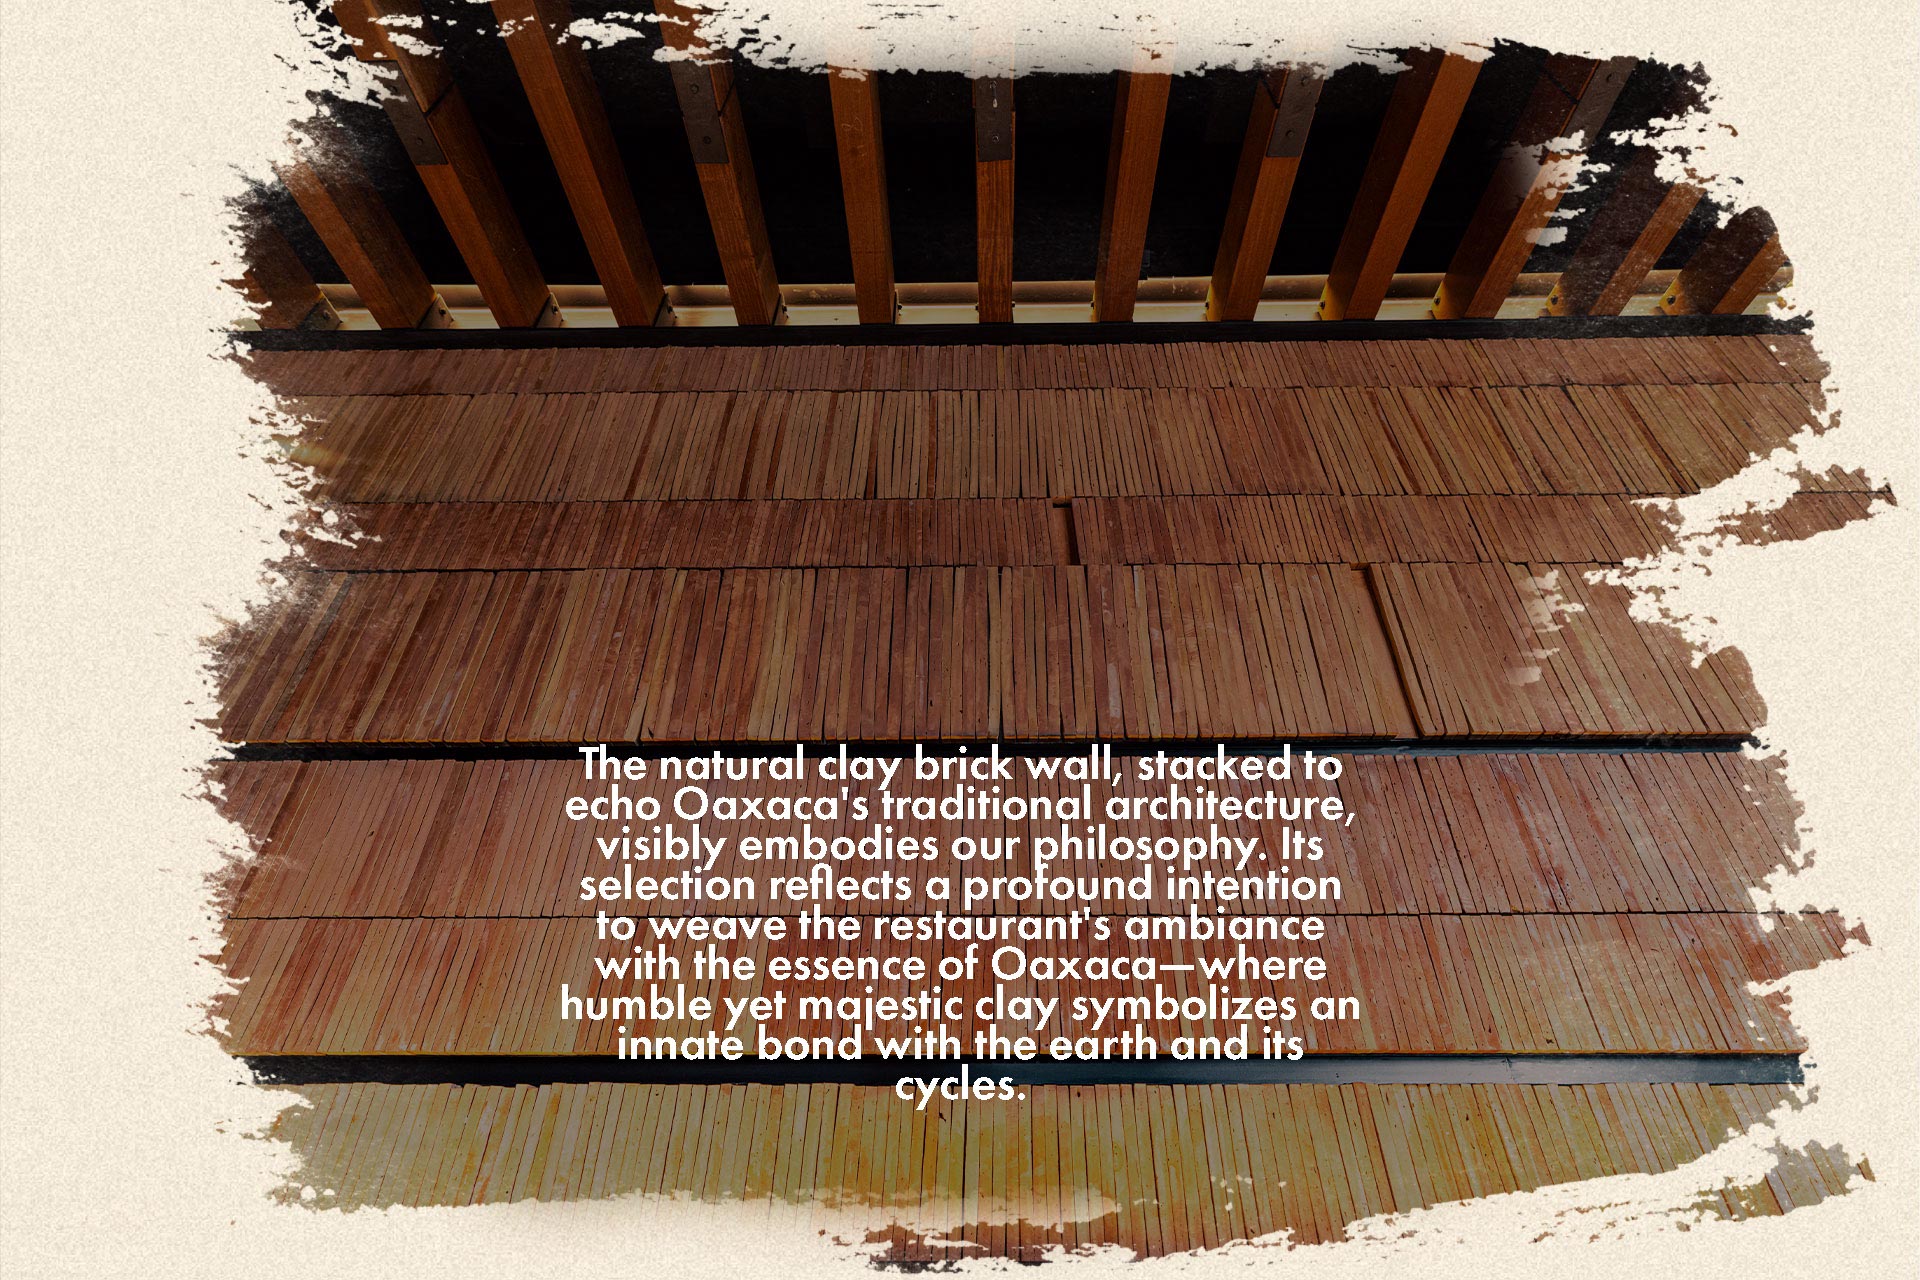 The natural clay brick wall, stacked to
echo Oaxaca's traditional architecture,
visibly embodies our philosophy. Its
selection reflects a profound intention
to weave the restaurant's ambiance
with the essence of Oaxaca—where
humble yet majestic clay symbolizes an
innate bond with the earth and its
cycles.